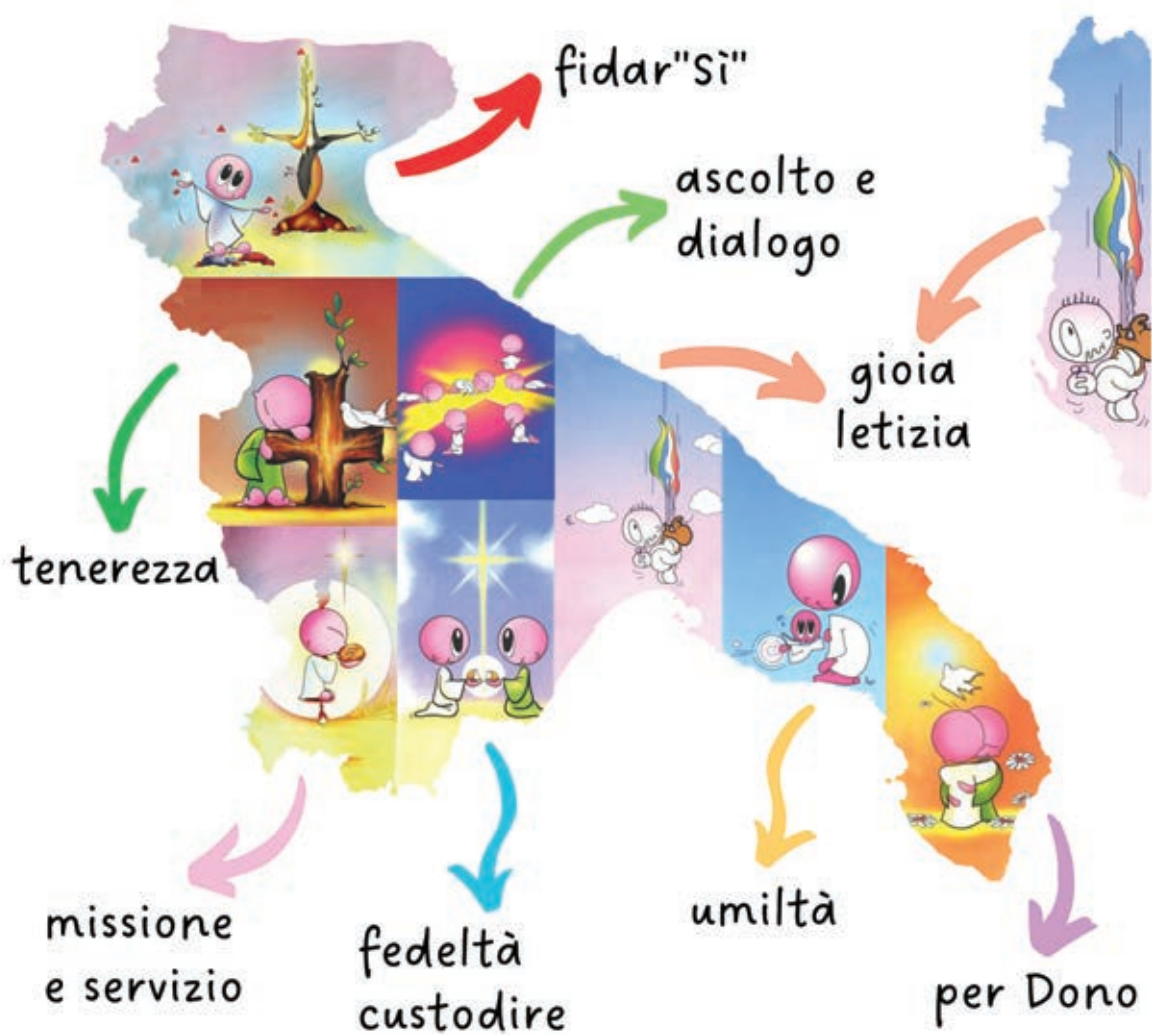 fidar"Sì"
ascolto e
dialogo
gioia
letizia
tenerezza
missione
e servizio
fedeltà
custodire
umiltà
per Dono